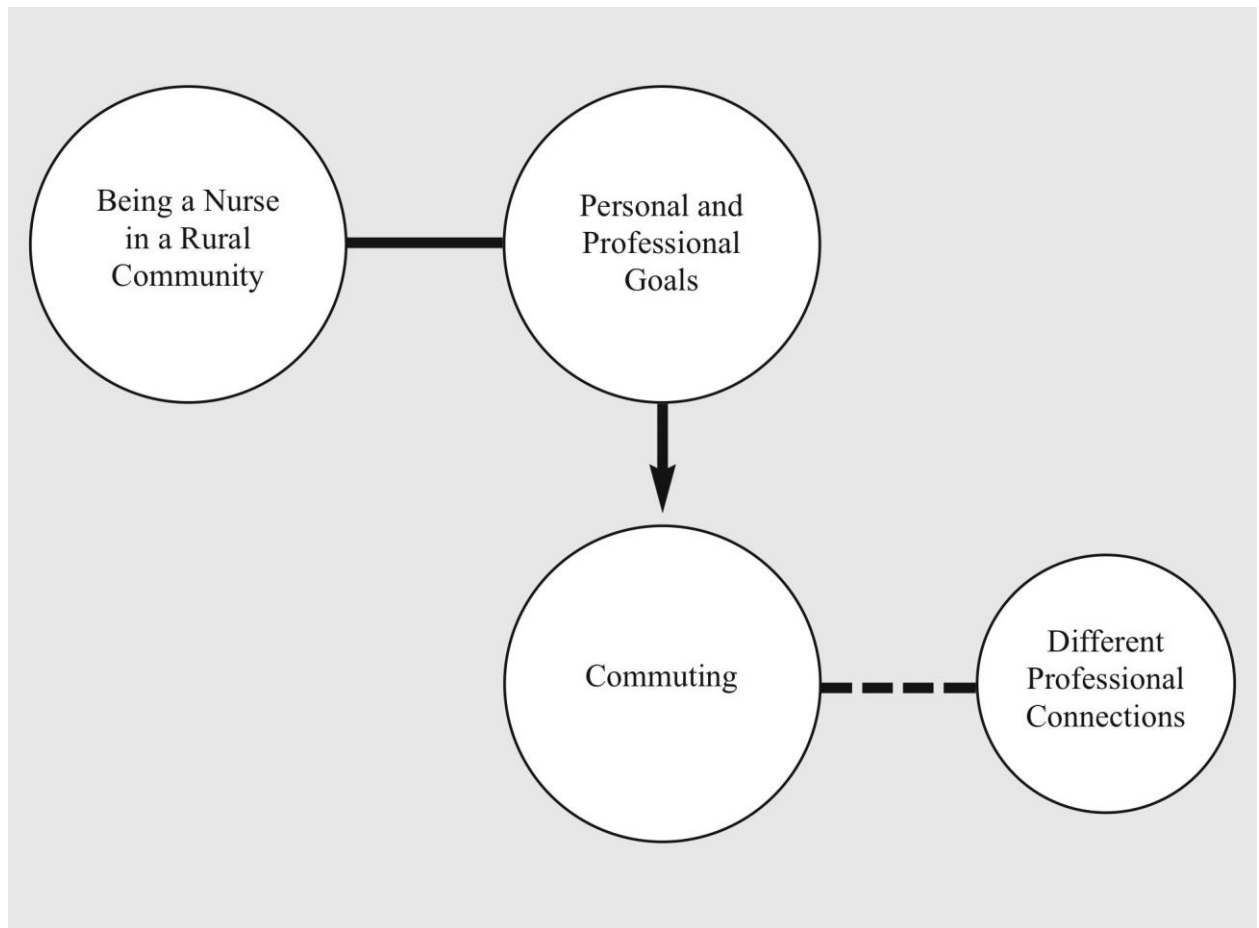 Being a Nurse
in a Rural
Community
Personal and
Professional
Goals
Commuting
Different
Professional
Connections